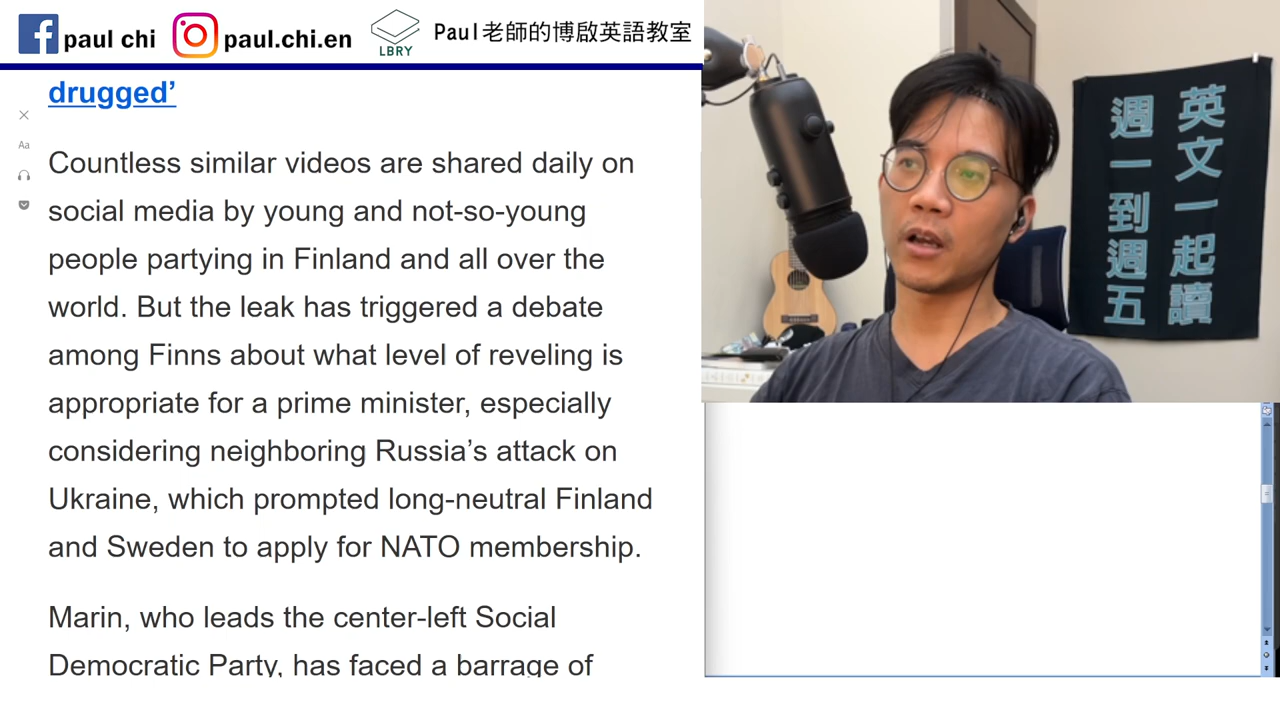 paul chi
paul.chi.en
LBRY
Paul老師的博啟英語教室
drugged’
Aa
Countless similar videos are shared daily on
social media by young and not-so-young
people partying in Finland and all over the
world. But the leak has triggered a debate
among Finns about what level of reveling is
appropriate for a prime minister, especially
considering neighboring Russia’s attack on
Ukraine, which prompted long-neutral Finland
and Sweden to apply for NATO membership.
Marin, who leads the center-left Social
Democratic Party, has faced a barrage of
英文一起讀
週一到週五